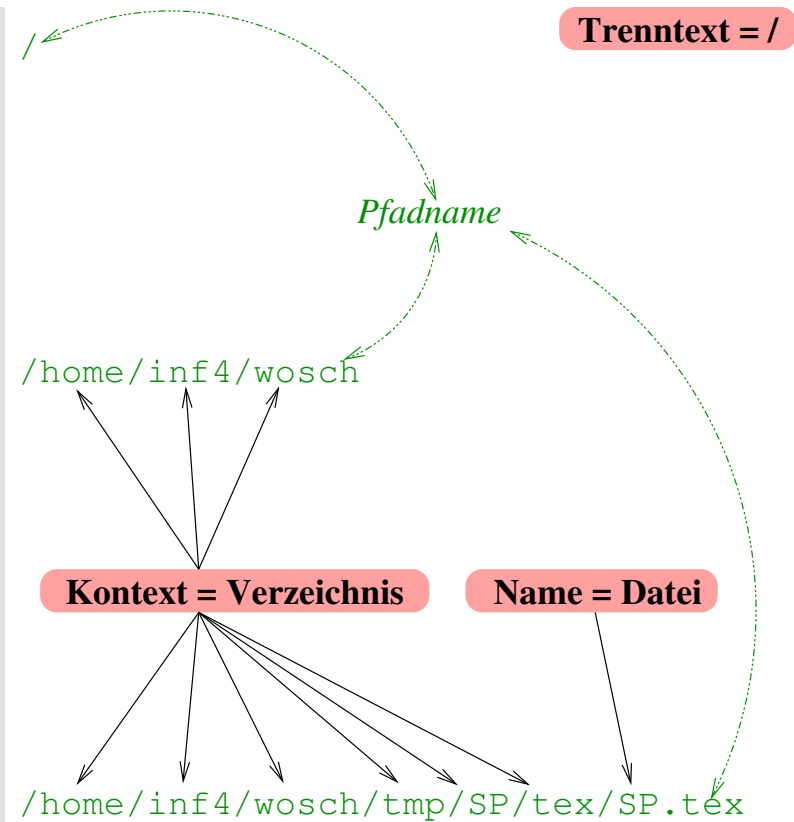 Trenntext = /
/
Pfadname
/home/inf4/wosch
Kontext = Verzeichnis
Name = Datei
/home/inf4/wosch/tmp/SP/tex/SP.tex